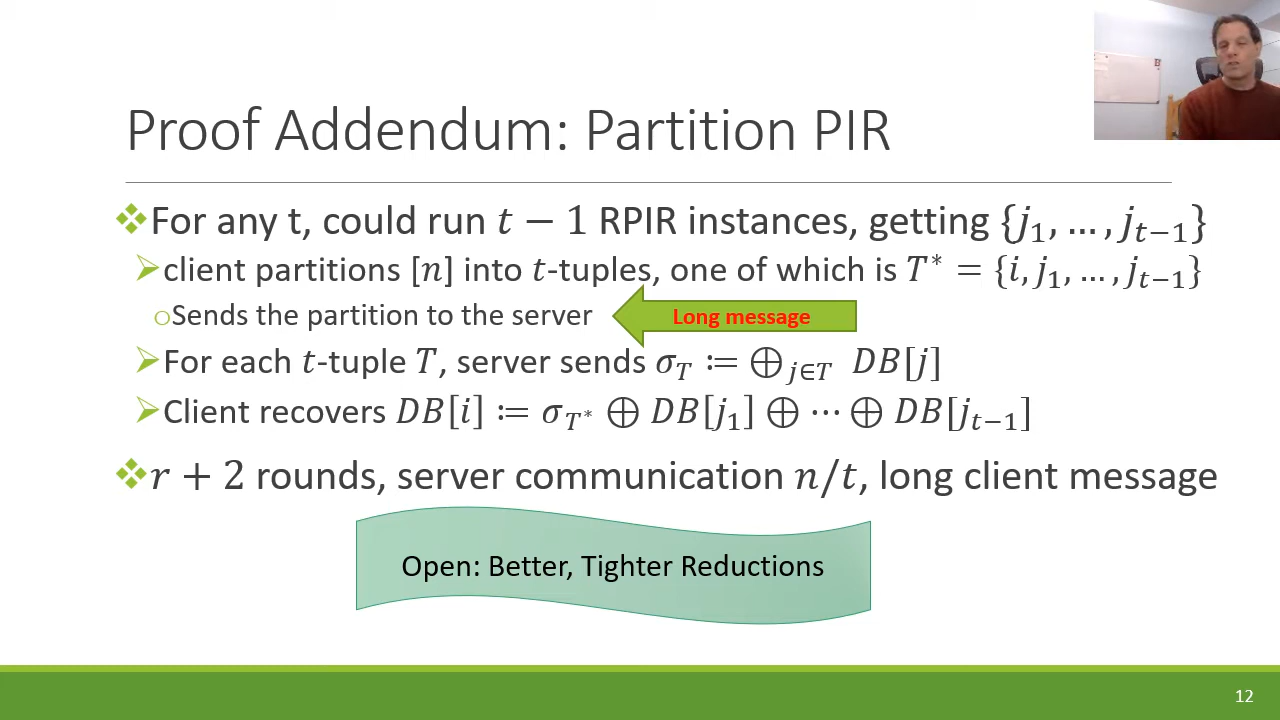 Proof Addendum: Partition PIR
❖For any t, could run 𝑡 − 1 RPIR instances, getting {𝑗₁, … , 𝑗ₜ₋₁}
➢client partitions [𝑛] into 𝑡-tuples, one of which is 𝑇* = {𝑖, 𝑗₁, … , 𝑗ₜ₋₁}
○Sends the partition to the server
Long message
➢For each 𝑡-tuple 𝑇, server sends 𝜎_𝑇 ≔ ⊕_{𝑗∈𝑇} 𝐷𝐵[𝑗]
➢Client recovers 𝐷𝐵[𝑖] ≔ 𝜎_{𝑇*} ⊕ 𝐷𝐵[𝑗₁] ⊕ ⋯ ⊕ 𝐷𝐵[𝑗ₜ₋₁]
❖𝑟 + 2 rounds, server communication 𝑛/𝑡, long client message
Open: Better, Tighter Reductions
12